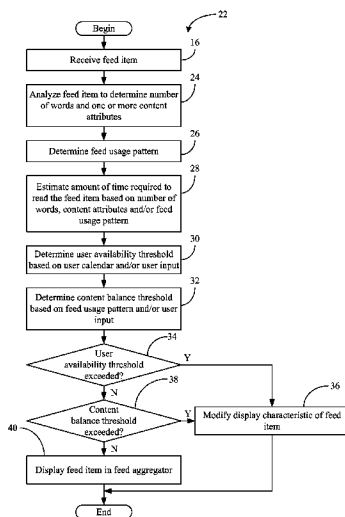 Begin
22
16
Receive feed item
24
Analyze feed item to determine number
of words and one or more content
attributes
26
Determine feed usage pattern
28
Estimate amount of time required to
read the feed item based on number of
words, content attributes and/or feed
usage pattern
30
Determine user availability threshold
based on user calendar and/or user input
32
Determine content balance threshold
based on feed usage pattern and/or user
input
34
User
availability threshold
exceeded?
Y
N
38
36
Content
balance threshold
exceeded?
Y
Modify display characteristic of feed
item
N
40
Display feed item in feed aggregator
End